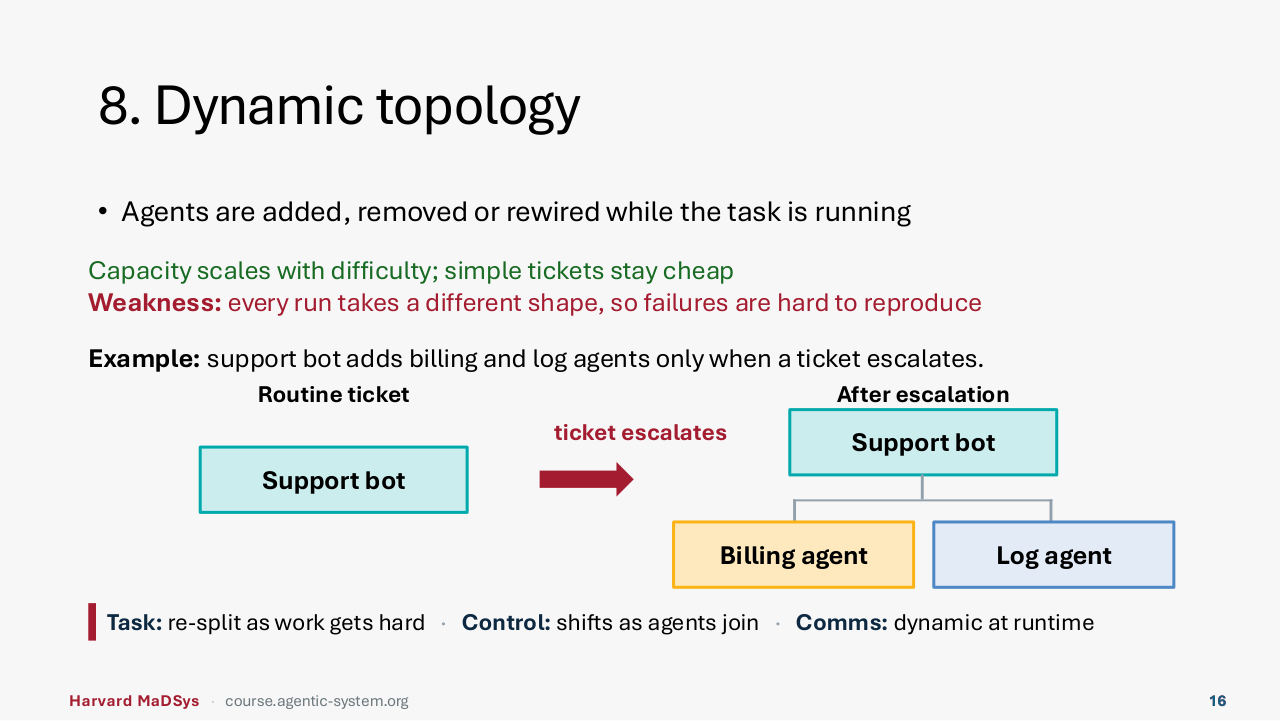 8. Dynamic topology
• Agents are added, removed or rewired while the task is running
Capacity scales with difficulty; simple tickets stay cheap
Weakness: every run takes a different shape, so failures are hard to reproduce
Example: support bot adds billing and log agents only when a ticket escalates.
Routine ticket
After escalation
ticket escalates
Support bot
Support bot
Billing agent
Log agent
Task: re-split as work gets hard · Control: shifts as agents join · Comms: dynamic at runtime
Harvard MaDSys · course.agentic-system.org
16